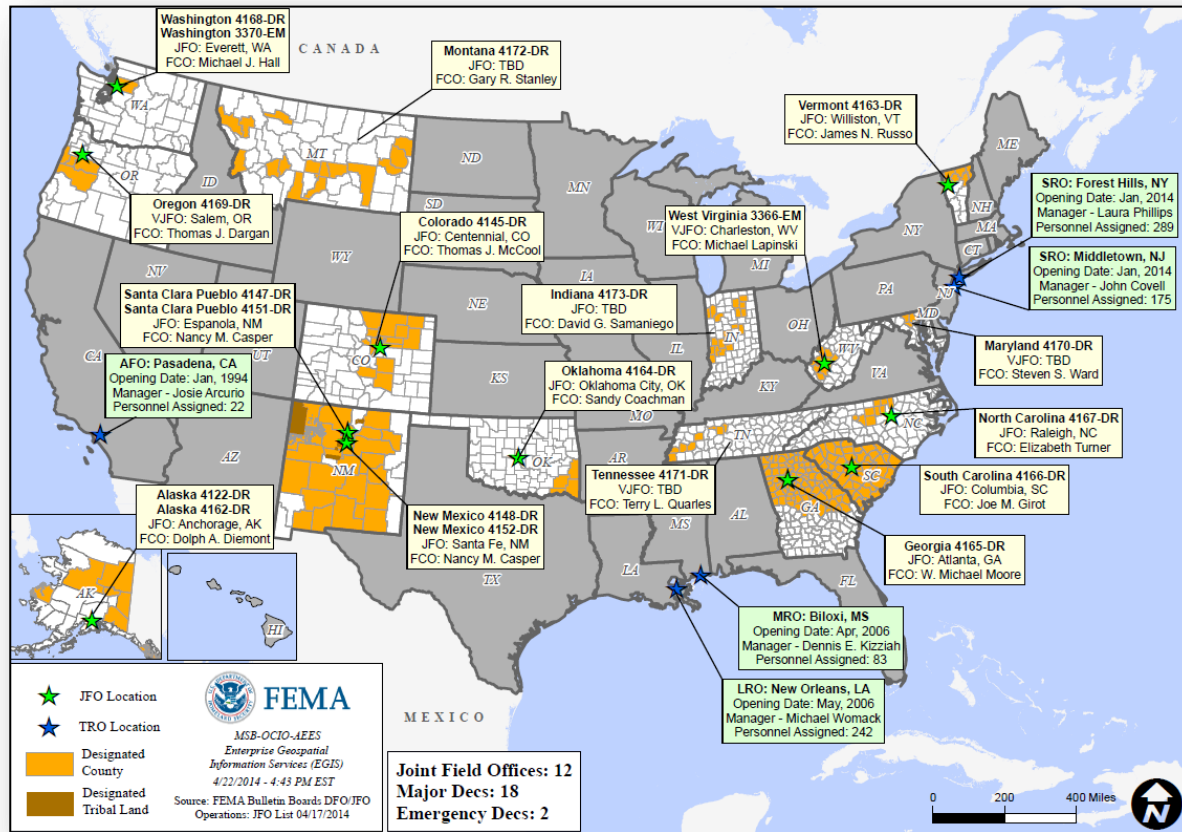 Washington 4168-DR
Washington 3370-EM
JFO: Everett, WA
FCO: Michael J. Hall
CANADA
Montana 4172-DR
JFO: TBD
FCO: Gary R. Stanley
Vermont 4163-DR
JFO: Williston, VT
FCO: James N. Russo
WA
MT
ND
MN
ME
OR
ID
SD
WI
NH
NY
MA
CT
SRO: Forest Hills, NY
Opening Date: Jan, 2014
Manager - Laura Phillips
Personnel Assigned: 289
Oregon 4169-DR
VJFO: Salem, OR
FCO: Thomas J. Dargan
Colorado 4145-DR
JFO: Centennial, CO
FCO: Thomas J. McCool
West Virginia 3366-EM
VJFO: Charleston, WV
FCO: Michael Lapinski
SRO: Middletown, NJ
Opening Date: Jan, 2014
Manager - John Covell
Personnel Assigned: 175
WY
MI
IA
NV
NE
PA
NJ
Santa Clara Pueblo 4147-DR
Santa Clara Pueblo 4151-DR
JFO: Espanola, NM
FCO: Nancy M. Casper
Indiana 4173-DR
JFO: TBD
FCO: David G. Samaniego
OH
MD
IN
IL
WV
CA
UT
CO
KS
VA
KY
MO
Maryland 4170-DR
VJFO: TBD
FCO: Steven S. Ward
AFO: Pasadena, CA
Opening Date: Jan, 1994
Manager - Josie Arcurio
Personnel Assigned: 22
Oklahoma 4164-DR
JFO: Oklahoma City, OK
FCO: Sandy Coachman
North Carolina 4167-DR
JFO: Raleigh, NC
FCO: Elizabeth Turner
AZ
NM
OK
AR
TN
NC
SC
Tennessee 4171-DR
VJFO: TBD
FCO: Terry L. Quarles
South Carolina 4166-DR
JFO: Columbia, SC
FCO: Joe M. Girot
Alaska 4122-DR
Alaska 4162-DR
JFO: Anchorage, AK
FCO: Dolph A. Diemont
New Mexico 4148-DR
New Mexico 4152-DR
JFO: Santa Fe, NM
FCO: Nancy M. Casper
MS
AL
GA
Georgia 4165-DR
JFO: Atlanta, GA
FCO: W. Michael Moore
TX
LA
FL
AK
HI
MRO: Biloxi, MS
Opening Date: Apr, 2006
Manager - Dennis E. Kizziah
Personnel Assigned: 83
LRO: New Orleans, LA
Opening Date: May, 2006
Manager - Michael Womack
Personnel Assigned: 242
MEXICO
JFO Location
TRO Location
Designated
County
Designated
Tribal Land
FEMA
MSB-OCIO-AEES
Enterprise Geospatial
Information Services (EGIS)
4/22/2014 - 4:43 PM EST
Source: FEMA Bulletin Boards DFO/JFO
Operations: JFO List 04/17/2014
Joint Field Offices: 12
Major Decs: 18
Emergency Decs: 2
0 200 400 Miles
N